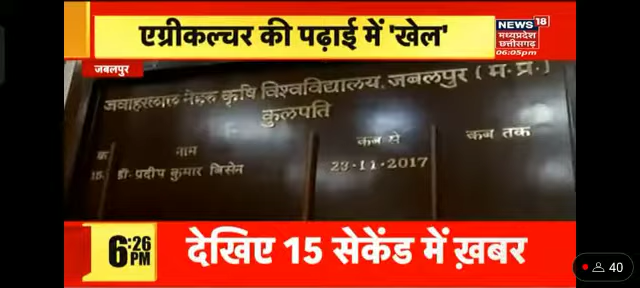 एग्रीकल्चर की पढ़ाई में 'खेल'
NEWS 18
मध्यप्रदेश
छत्तीसगढ़
06:05pm
जबलपुर
जवाहरलाल नेहरू कृषि विश्वविद्यालय, जबलपुर (म.प्र.)
कुलपति
नाम
कब से
कब तक
डॉ. प्रदीप कुमार बिसेन
23-11-2017
6:26 PM
देखिए 15 सेकेंड में ख़बर
40